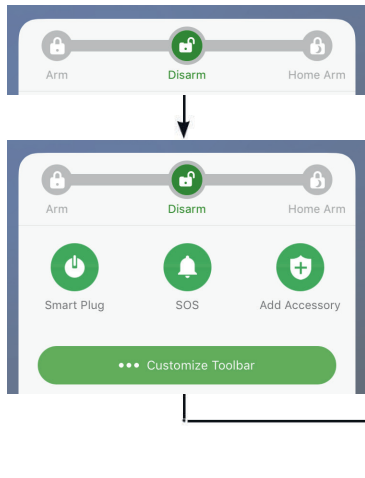 Arm Disarm Home Arm
Arm Disarm Home Arm
Smart Plug SOS Add Accessory
••• Customize Toolbar